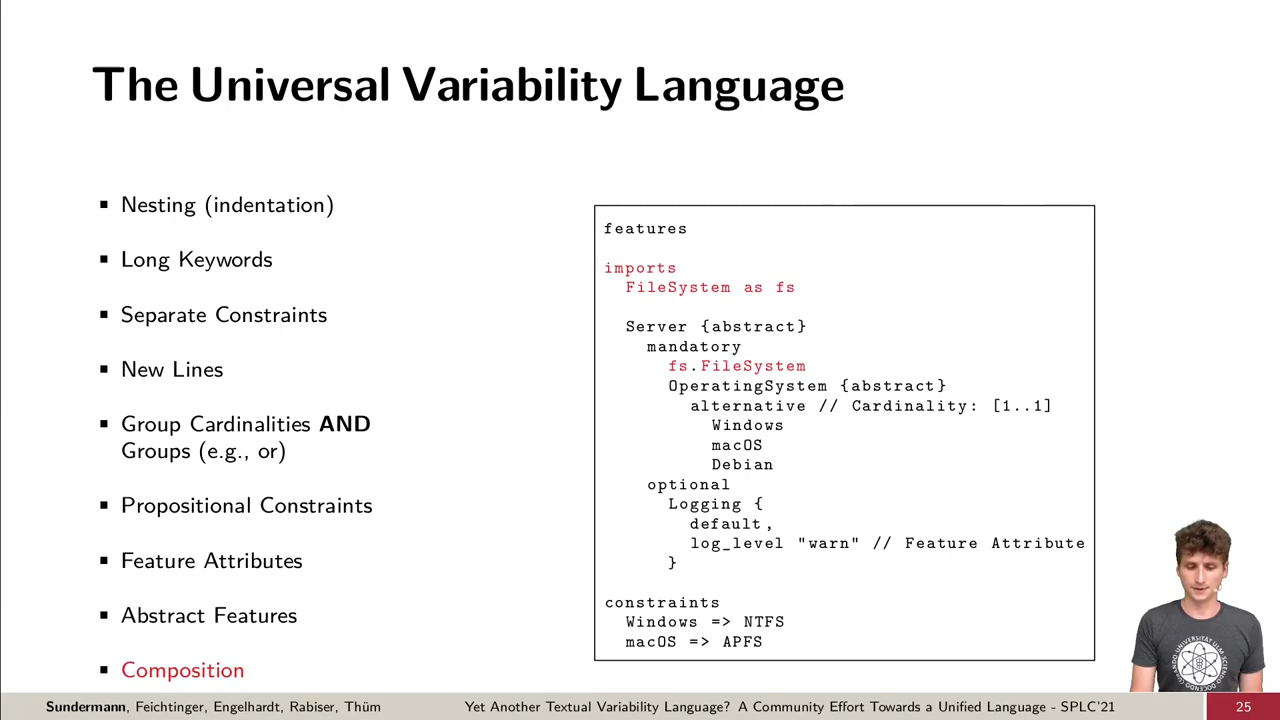 The Universal Variability Language
▪ Nesting (indentation)
▪ Long Keywords
▪ Separate Constraints
▪ New Lines
▪ Group Cardinalities AND
Groups (e.g., or)
▪ Propositional Constraints
▪ Feature Attributes
▪ Abstract Features
▪ Composition
features
imports
FileSystem as fs
Server {abstract}
mandatory
fs.FileSystem
OperatingSystem {abstract}
alternative // Cardinality: [1..1]
Windows
macOS
Debian
optional
Logging {
default,
log_level "warn" // Feature Attribute
}
constraints
Windows => NTFS
macOS => APFS
Sundermann, Feichtinger, Engelhardt, Rabiser, Thüm
Yet Another Textual Variability Language? A Community Effort Towards a Unified Language - SPLC'21
25